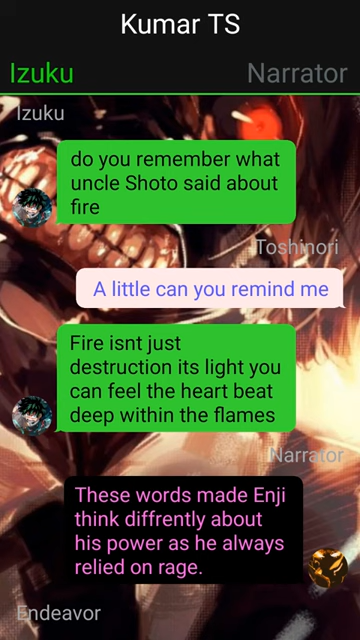 Kumar TS
Izuku
Narrator
Izuku
do you remember what
uncle Shoto said about
fire
Toshinori
A little can you remind me
Fire isnt just
destruction its light you
can feel the heart beat
deep within the flames
Narrator
These words made Enji
think diffrently about
his power as he always
relied on rage.
Endeavor